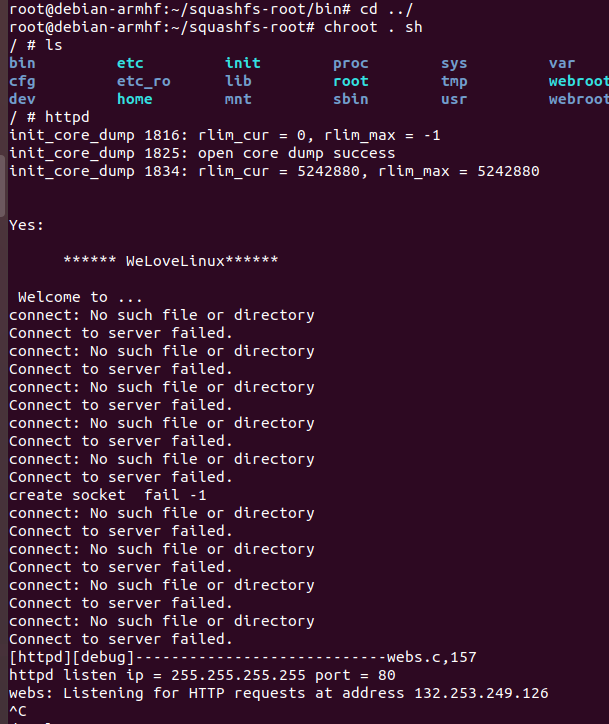 root@debian-armhf:~/squashfs-root/bin# cd ../
root@debian-armhf:~/squashfs-root# chroot . sh
/ # ls
bin etc init proc sys var
cfg etc_ro lib root tmp webroot
dev home mnt sbin usr webroot
/ # httpd
init_core_dump 1816: rlim_cur = 0, rlim_max = -1
init_core_dump 1825: open core dump success
init_core_dump 1834: rlim_cur = 5242880, rlim_max = 5242880
Yes:
****** WeLoveLinux******
Welcome to ...
connect: No such file or directory
Connect to server failed.
connect: No such file or directory
Connect to server failed.
connect: No such file or directory
Connect to server failed.
connect: No such file or directory
Connect to server failed.
connect: No such file or directory
Connect to server failed.
create socket  fail -1
connect: No such file or directory
Connect to server failed.
connect: No such file or directory
Connect to server failed.
connect: No such file or directory
Connect to server failed.
connect: No such file or directory
Connect to server failed.
[httpd][debug]----------------------------webs.c,157
httpd listen ip = 255.255.255.255 port = 80
webs: Listening for HTTP requests at address 132.253.249.126
^C